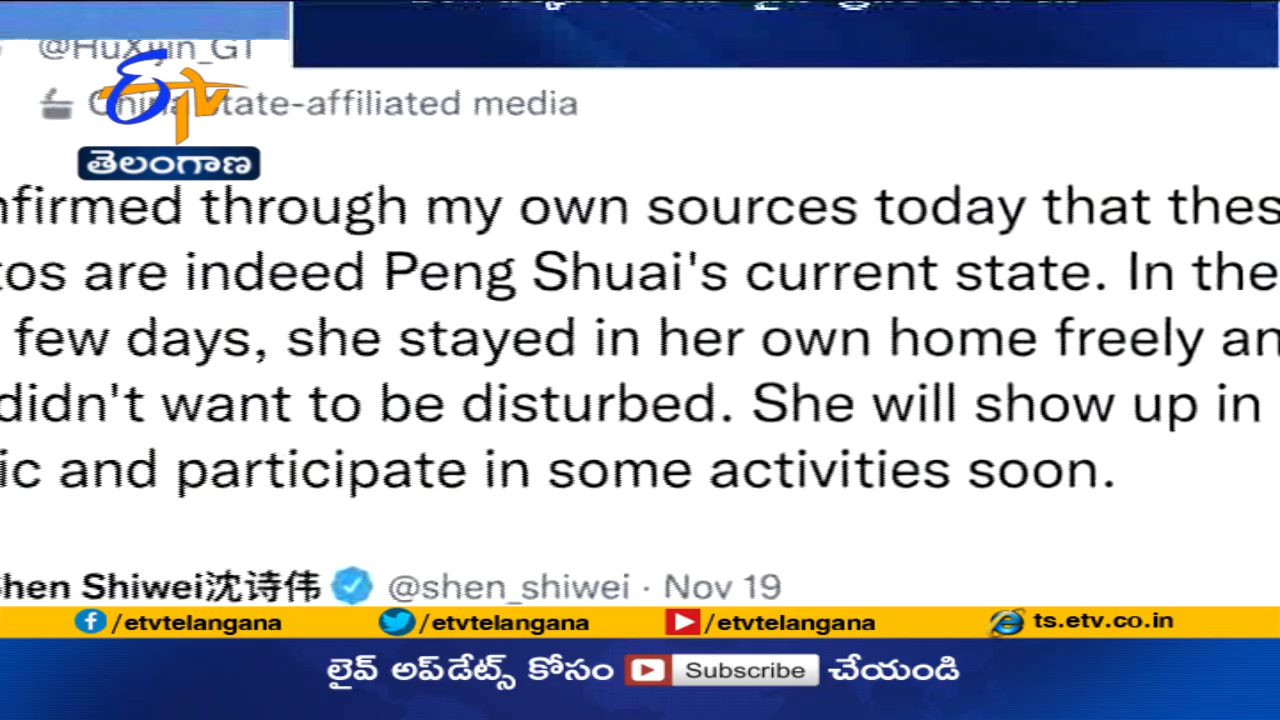 @HuXijin_GT
China state-affiliated media
ETV
తెలంగాణ
nfirmed through my own sources today that thes
tos are indeed Peng Shuai's current state. In the
few days, she stayed in her own home freely an
didn't want to be disturbed. She will show up in
ic and participate in some activities soon.
hen Shiwei沈诗伟 @shen_shiwei · Nov 19
/etvtelangana /etvtelangana /etvtelangana ts.etv.co.in
లైవ్ అప్‌డేట్స్ కోసం Subscribe చేయండి